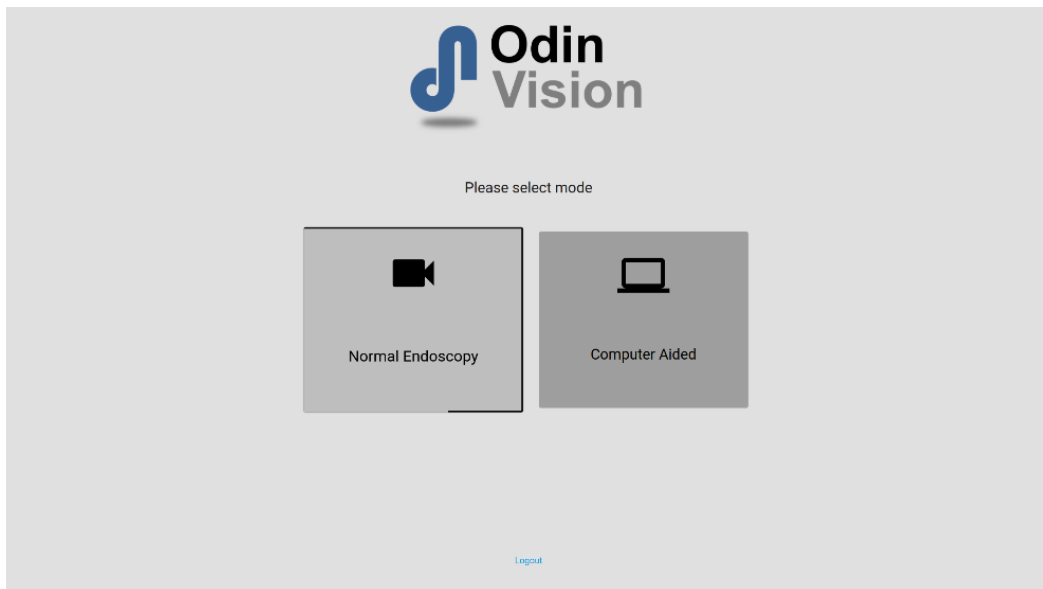 Odin
Vision
Please select mode
Normal Endoscopy
Computer Aided
Logout